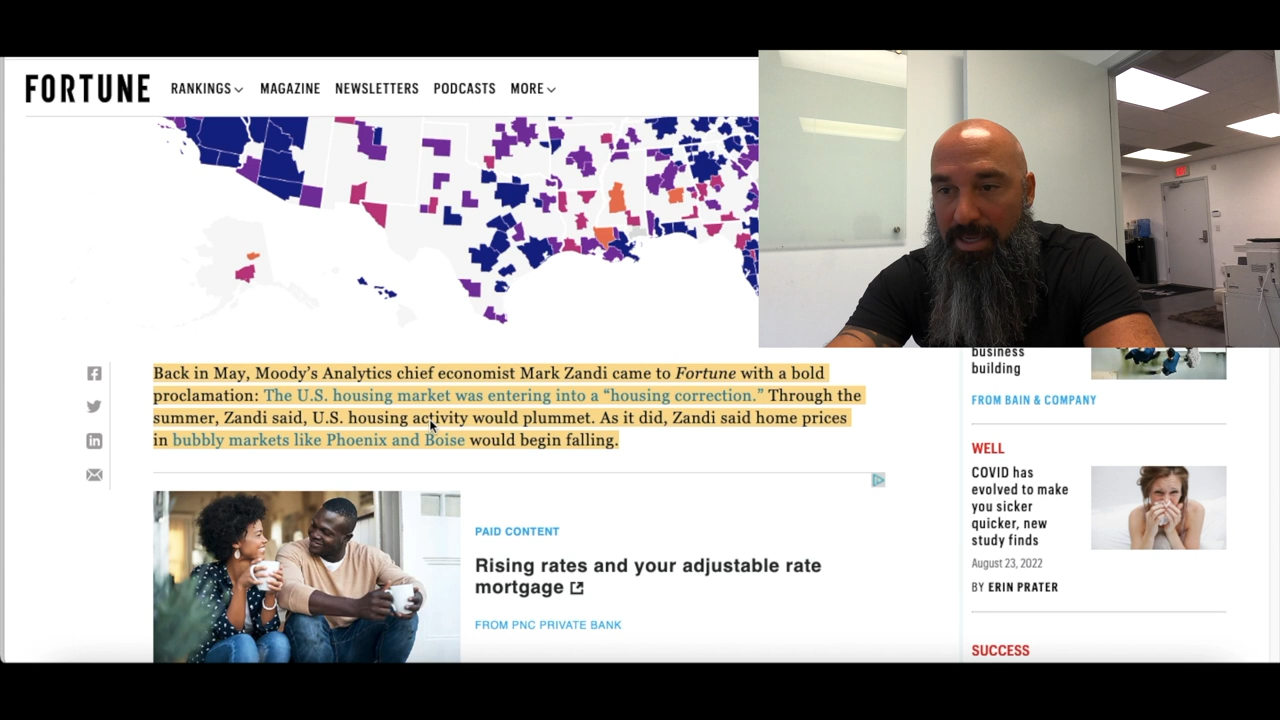 FORTUNE
RANKINGS MAGAZINE NEWSLETTERS PODCASTS MORE
Back in May, Moody's Analytics chief economist Mark Zandi came to Fortune with a bold
proclamation: The U.S. housing market was entering into a “housing correction.” Through the
summer, Zandi said, U.S. housing activity would plummet. As it did, Zandi said home prices
in bubbly markets like Phoenix and Boise would begin falling.
PAID CONTENT
Rising rates and your adjustable rate
mortgage
FROM PNC PRIVATE BANK
business
building
FROM BAIN & COMPANY
WELL
COVID has
evolved to make
you sicker
quicker, new
study finds
August 23, 2022
BY ERIN PRATER
SUCCESS